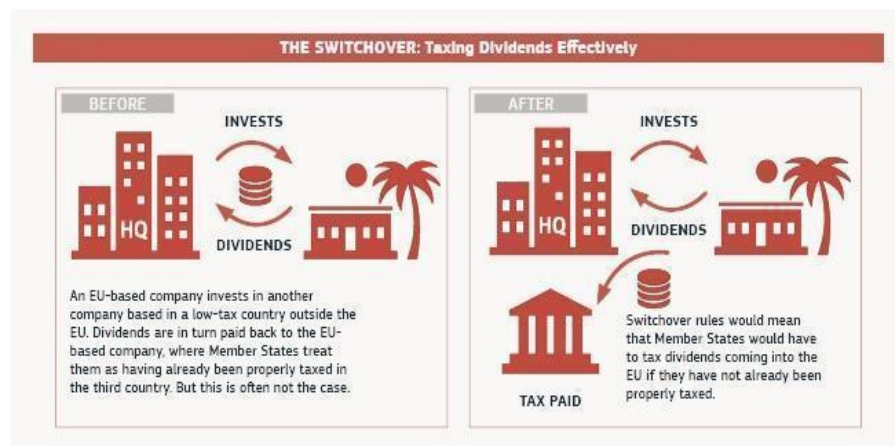 THE SWITCHOVER: Taxing Dividends Effectively
BEFORE
INVESTS
HQ
DIVIDENDS
An EU-based company invests in another
company based in a low-tax country outside the
EU. Dividends are in turn paid back to the EU-
based company, where Member States treat
them as having already been properly taxed in
the third country. But this is often not the case.
AFTER
INVESTS
HQ
DIVIDENDS
TAX PAID
Switchover rules would mean
that Member States would have
to tax dividends coming into the
EU if they have not already been
properly taxed.